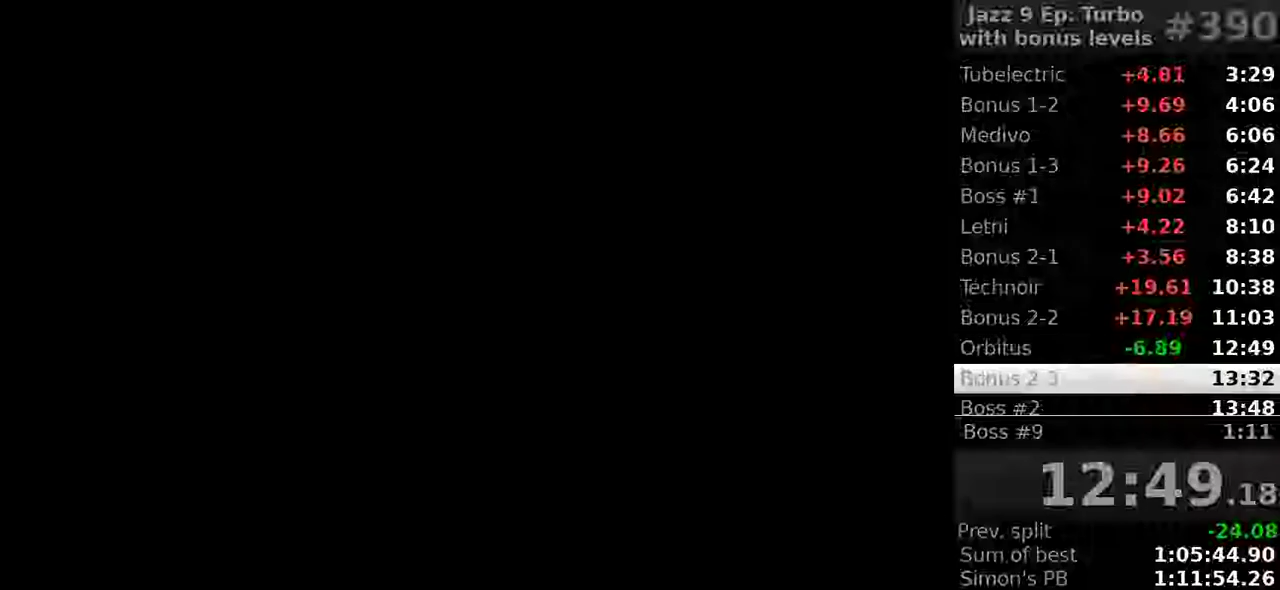 Jazz 9 Ep: Turbo
with bonus levels #390
Tubelectric +4.81 3:29
Bonus 1-2 +9.69 4:06
Medivo +8.66 6:06
Bonus 1-3 +9.26 6:24
Boss #1 +9.02 6:42
Letni +4.22 8:10
Bonus 2-1 +3.56 8:38
Technoir +19.61 10:38
Bonus 2-2 +17.19 11:03
Orbitus -6.89 12:49
Bonus 2-3 13:32
Boss #2 13:48
Boss #9 1:11
12:49.18
Prev. split -24.08
Sum of best 1:05:44.90
Simon's PB 1:11:54.26